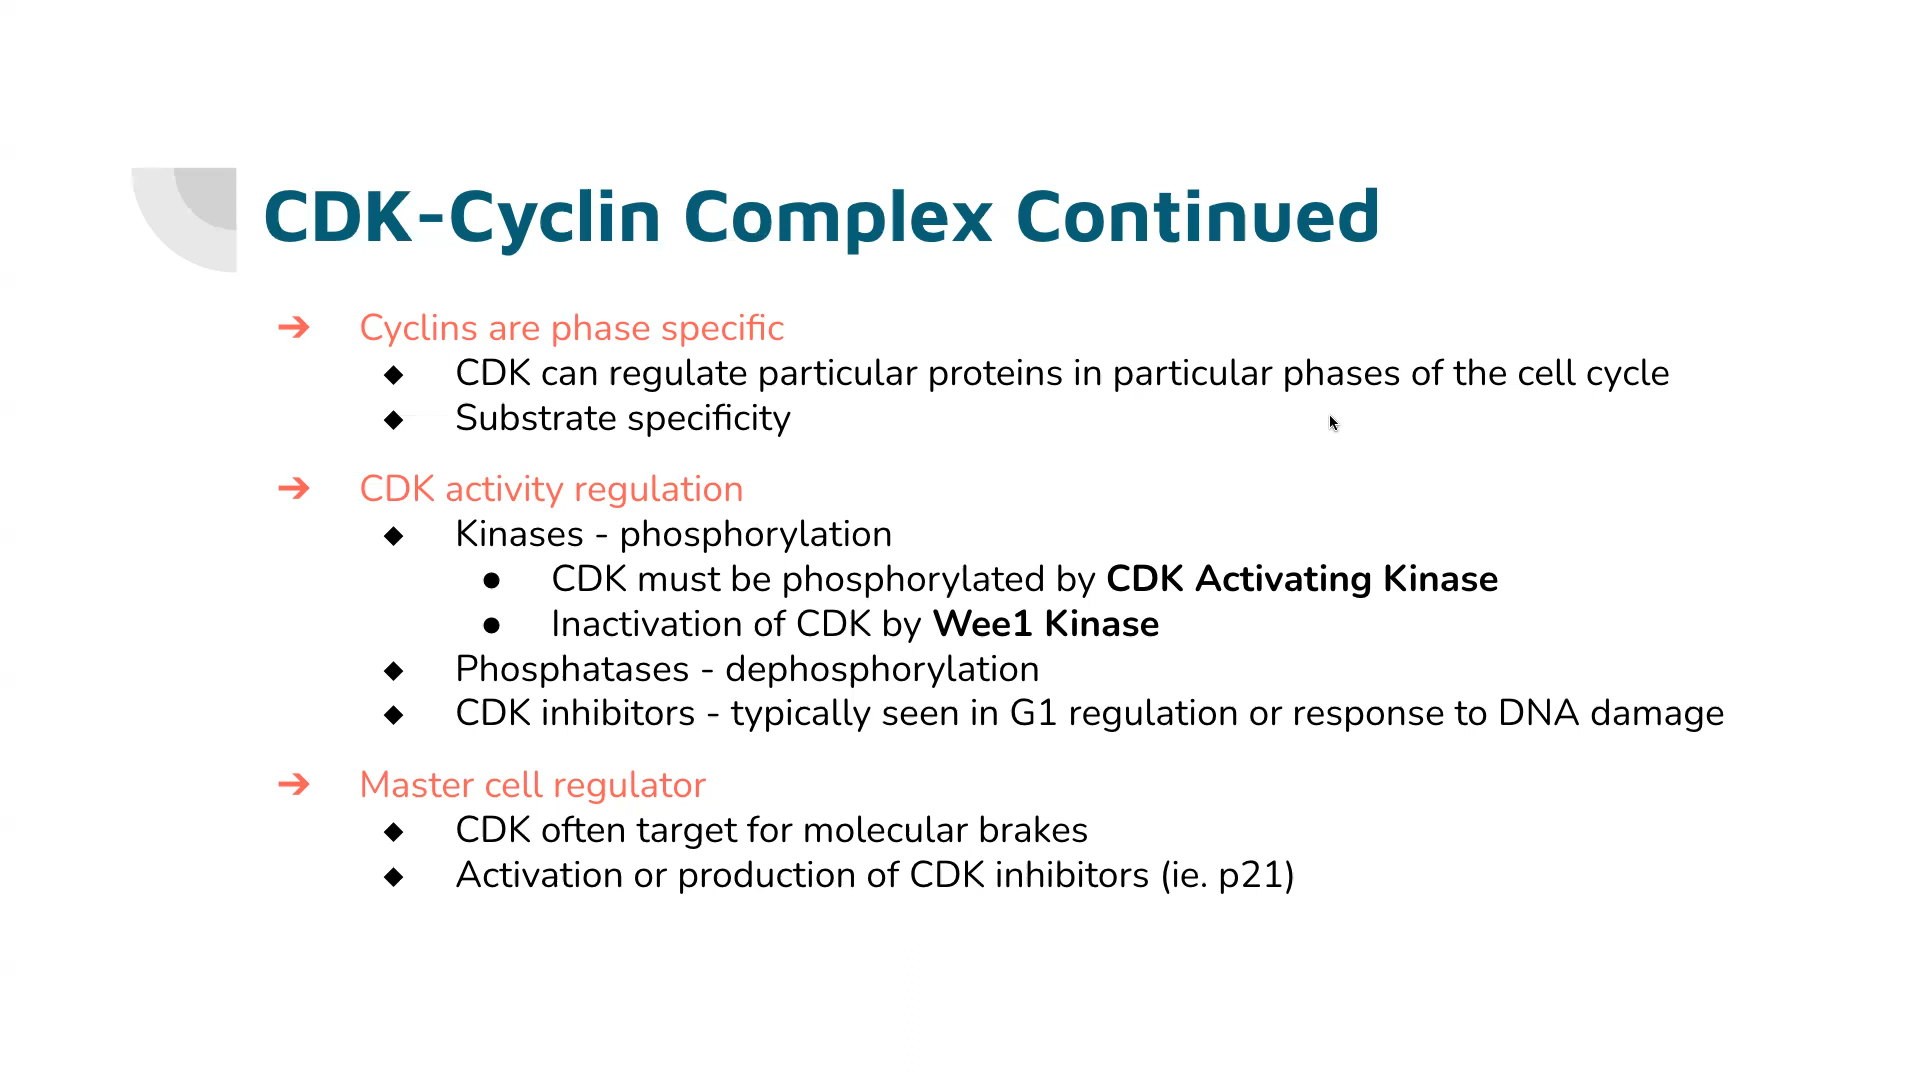 CDK-Cyclin Complex Continued
➔ Cyclins are phase specific
◆ CDK can regulate particular proteins in particular phases of the cell cycle
◆ Substrate specificity
➔ CDK activity regulation
◆ Kinases - phosphorylation
● CDK must be phosphorylated by CDK Activating Kinase
● Inactivation of CDK by Wee1 Kinase
◆ Phosphatases - dephosphorylation
◆ CDK inhibitors - typically seen in G1 regulation or response to DNA damage
➔ Master cell regulator
◆ CDK often target for molecular brakes
◆ Activation or production of CDK inhibitors (ie. p21)